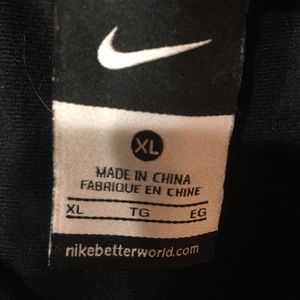 XL
MADE IN CHINA
FABRIQUE EN CHINE
XL TG EG
nikebetterworld.com